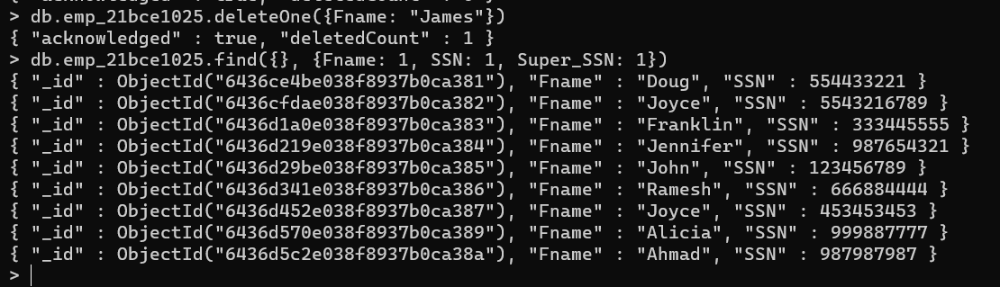 > db.emp_21bce1025.deleteOne({Fname: "James"})
{ "acknowledged" : true, "deletedCount" : 1 }
> db.emp_21bce1025.find({}, {Fname: 1, SSN: 1, Super_SSN: 1})
{ "_id" : ObjectId("6436ce4be038f8937b0ca381"), "Fname" : "Doug", "SSN" : 554433221 }
{ "_id" : ObjectId("6436cfdae038f8937b0ca382"), "Fname" : "Joyce", "SSN" : 5543216789 }
{ "_id" : ObjectId("6436d1a0e038f8937b0ca383"), "Fname" : "Franklin", "SSN" : 333445555 }
{ "_id" : ObjectId("6436d219e038f8937b0ca384"), "Fname" : "Jennifer", "SSN" : 987654321 }
{ "_id" : ObjectId("6436d29be038f8937b0ca385"), "Fname" : "John", "SSN" : 123456789 }
{ "_id" : ObjectId("6436d341e038f8937b0ca386"), "Fname" : "Ramesh", "SSN" : 666884444 }
{ "_id" : ObjectId("6436d452e038f8937b0ca387"), "Fname" : "Joyce", "SSN" : 453453453 }
{ "_id" : ObjectId("6436d570e038f8937b0ca389"), "Fname" : "Alicia", "SSN" : 999887777 }
{ "_id" : ObjectId("6436d5c2e038f8937b0ca38a"), "Fname" : "Ahmad", "SSN" : 987987987 }
>